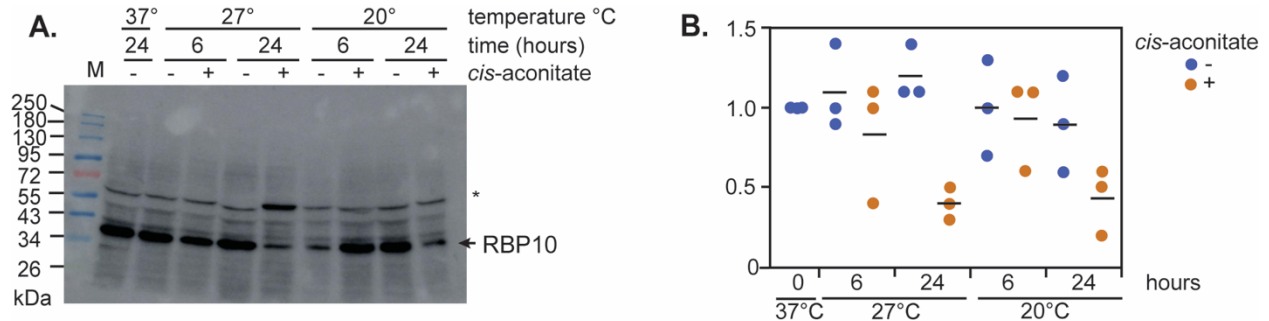 A.
37° 27° 20° temperature °C
24 6 24 6 24 time (hours)
M - - + - + - + - + cis-aconitate
250
180
130
95
72
55
43
34
26
kDa
*
RBP10
B.
1.5
1.0
0.5
0
0 6 24 6 24 hours
37°C 27°C 20°C
cis-aconitate
-
+